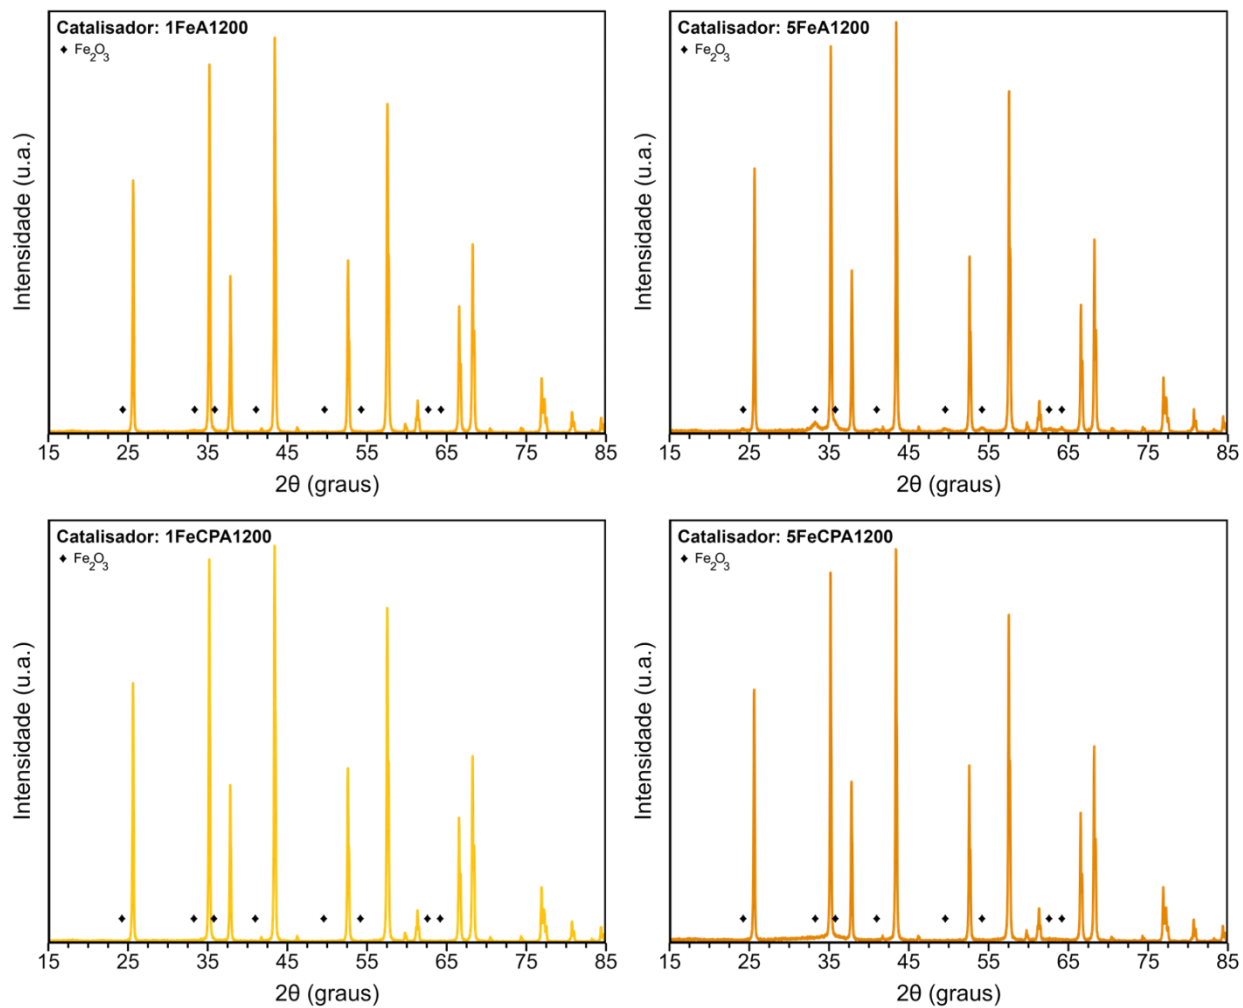 Catalisador: 1FeA1200
♦ Fe₂O₃
Intensidade (u.a.)
15 25 35 45 55 65 75 85
2θ (graus)
Catalisador: 5FeA1200
♦ Fe₂O₃
Intensidade (u.a.)
15 25 35 45 55 65 75 85
2θ (graus)
Catalisador: 1FeCPA1200
♦ Fe₂O₃
Intensidade (u.a.)
15 25 35 45 55 65 75 85
2θ (graus)
Catalisador: 5FeCPA1200
♦ Fe₂O₃
Intensidade (u.a.)
15 25 35 45 55 65 75 85
2θ (graus)